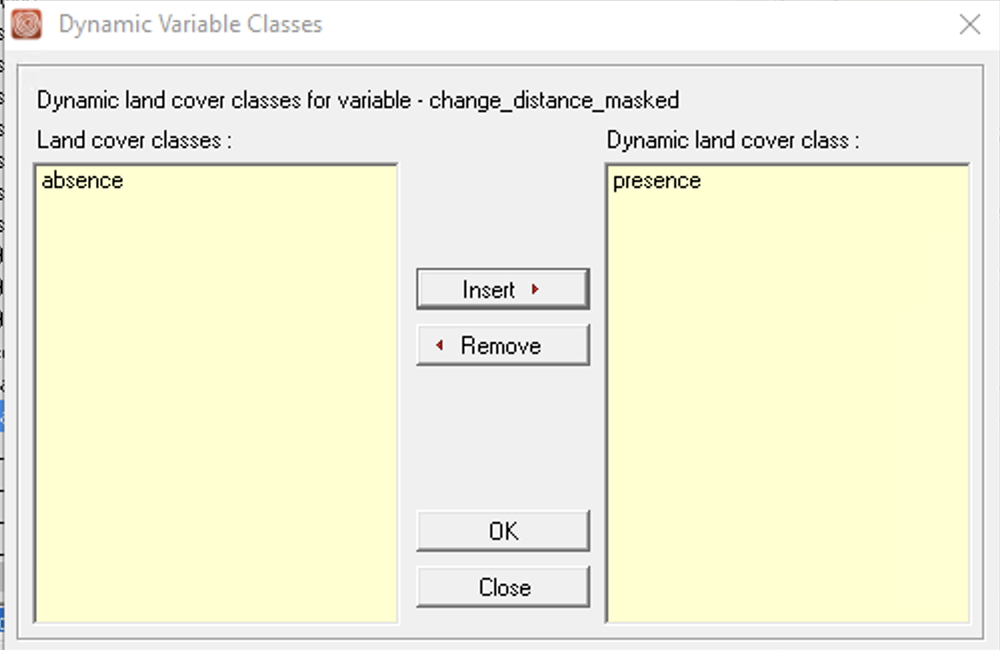 Dynamic Variable Classes
Dynamic land cover classes for variable - change_distance_masked
Land cover classes :
Dynamic land cover class :
absence
presence
Insert
Remove
OK
Close